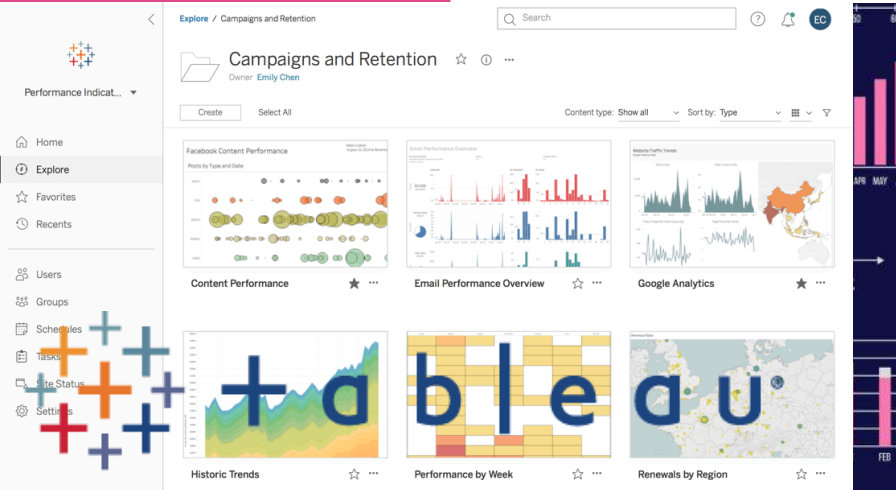 Explore / Campaigns and Retention
Search
EC
Campaigns and Retention
Owner Emily Chen
Performance Indicat...
Create
Select All
Content type: Show all
Sort by: Type
Home
Explore
Favorites
Recents
Users
Groups
Schedules
Tasks
Site Status
Settings
Facebook Content Performance
Posts by Type and Date
Content Performance
Email Performance Overview
Email Performance Overview
Website Traffic Trends
Google Analytics
tableau
Historic Trends
Performance by Week
Renewals by Region
APR MAY
FEB